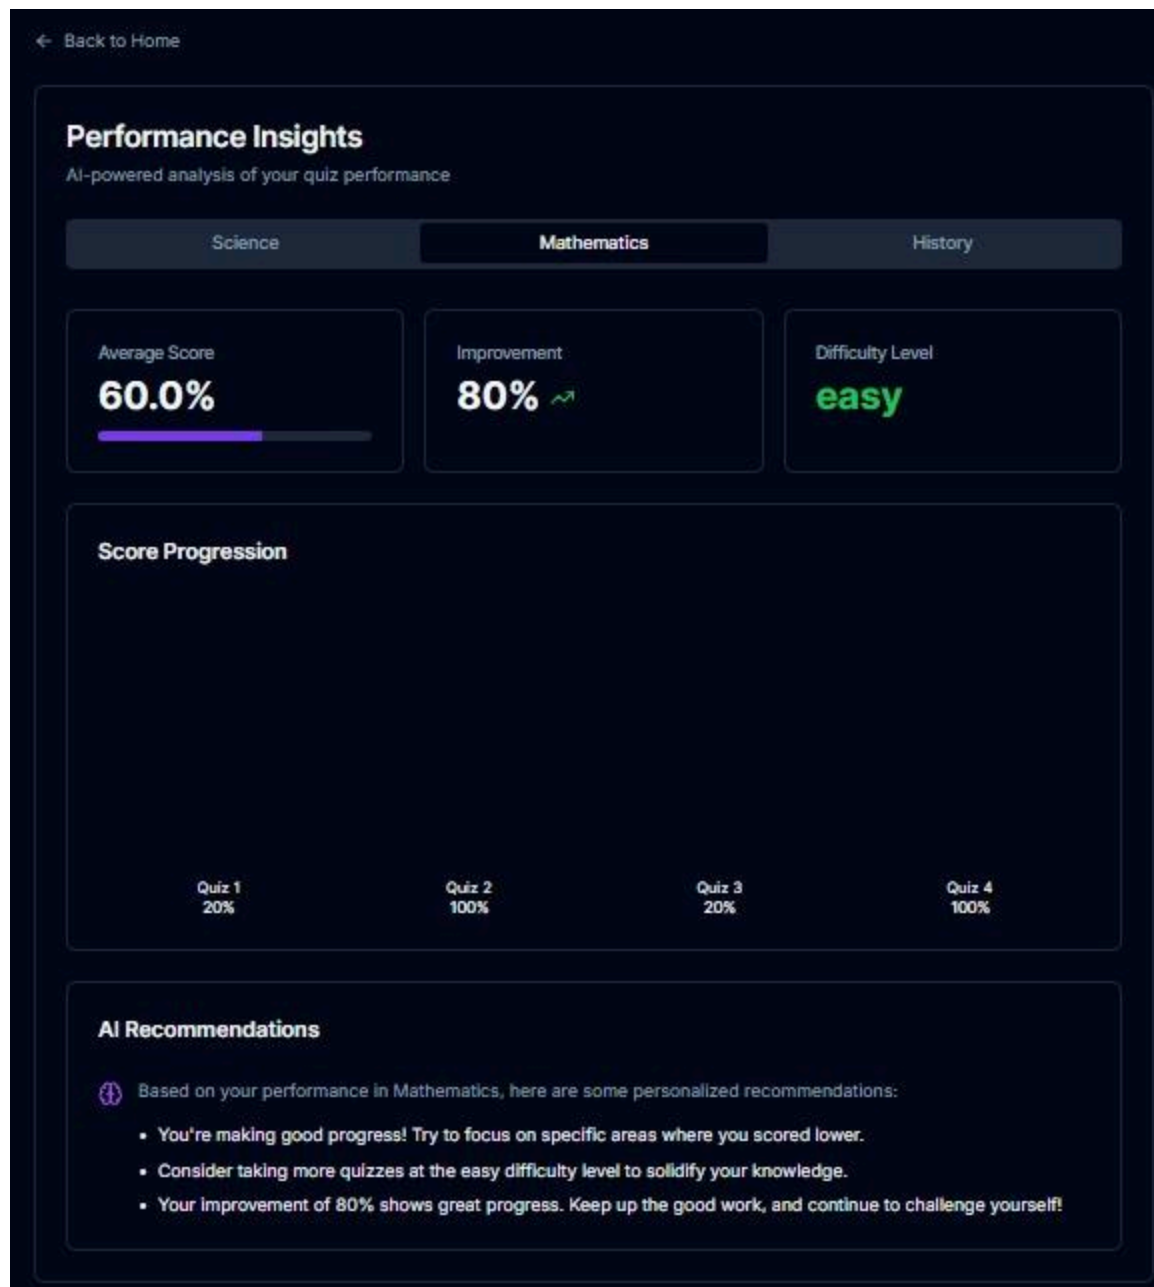 Back to Home
Performance Insights
AI-powered analysis of your quiz performance
Science Mathematics History
Average Score Improvement Difficulty Level
60.0% 80% easy
Score Progression
Quiz 1 Quiz 2 Quiz 3 Quiz 4
20% 100% 20% 100%
AI Recommendations
Based on your performance in Mathematics, here are some personalized recommendations:
• You're making good progress! Try to focus on specific areas where you scored lower.
• Consider taking more quizzes at the easy difficulty level to solidify your knowledge.
• Your improvement of 80% shows great progress. Keep up the good work, and continue to challenge yourself!